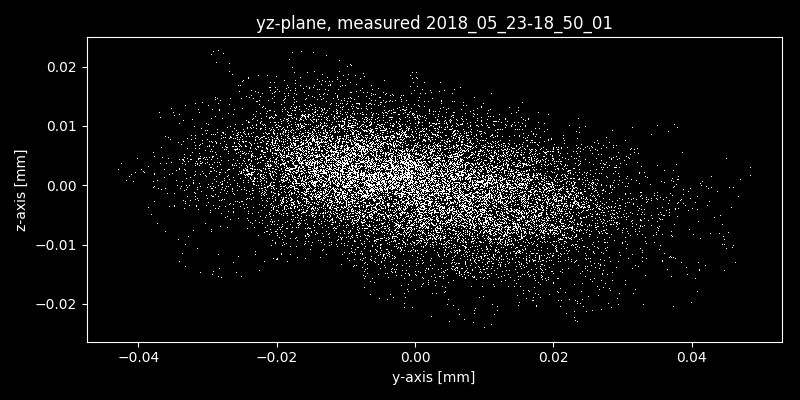 yz-plane, measured 2018_05_23-18_50_01
0.02
0.01
0.00
−0.01
−0.02
z-axis [mm]
−0.04 −0.02 0.00 0.02 0.04
y-axis [mm]